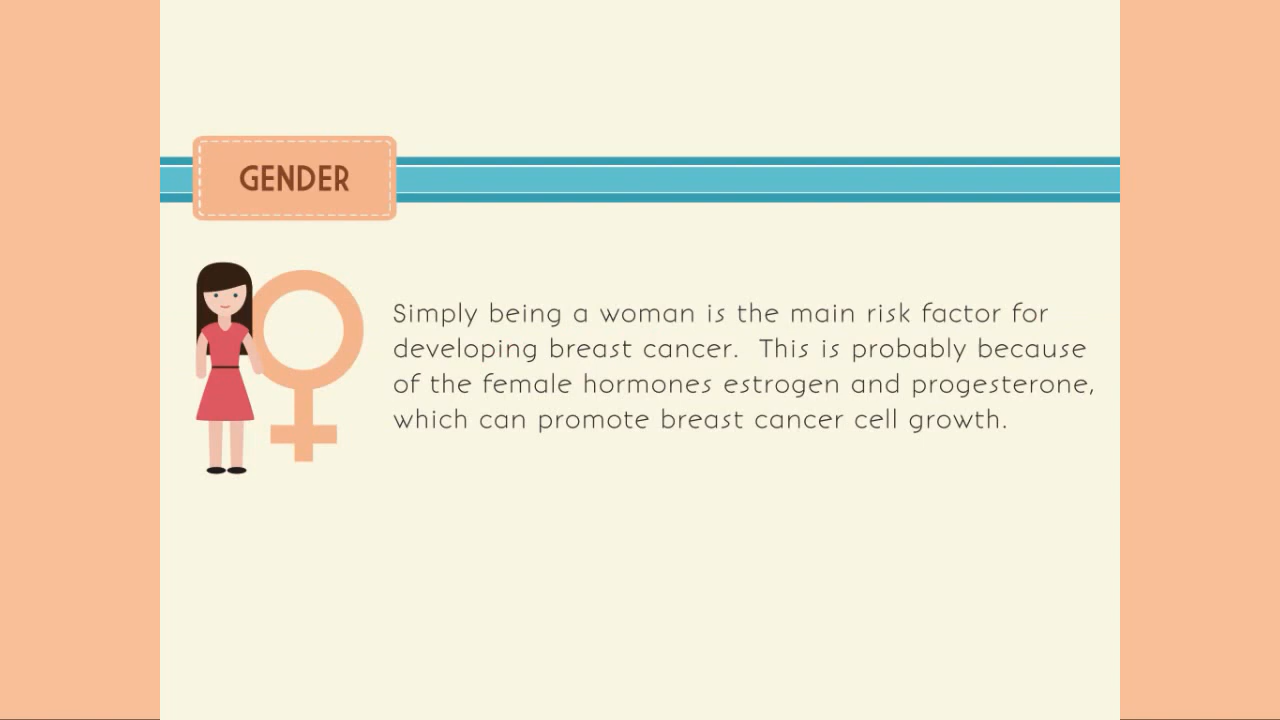 GENDER
Simply being a woman is the main risk factor for
developing breast cancer.  This is probably because
of the female hormones estrogen and progesterone,
which can promote breast cancer cell growth.